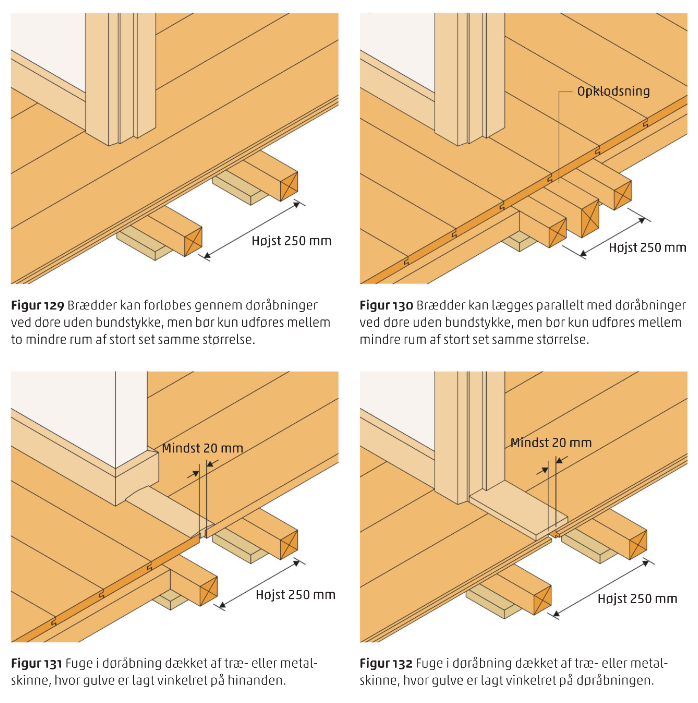 Opklodsning
Højst 250 mm
Højst 250 mm
Figur 129 Brædder kan forløbes gennem døråbninger
ved døre uden bundstykke, men bør kun udføres mellem
to mindre rum af stort set samme størrelse.
Figur 130 Brædder kan lægges parallelt med døråbninger
ved døre uden bundstykke, men bør kun udføres mellem
mindre rum af stort set samme størrelse.
Mindst 20 mm
Højst 250 mm
Mindst 20 mm
Højst 250 mm
Figur 131 Fuge i døråbning dækket af træ- eller metal-
skinne, hvor gulve er lagt vinkelret på hinanden.
Figur 132 Fuge i døråbning dækket af træ- eller metal-
skinne, hvor gulve er lagt vinkelret på døråbningen.